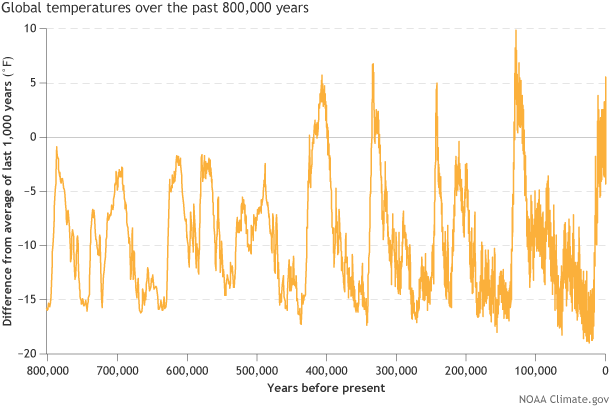 Global temperatures over the past 800,000 years
Difference from average of last 1,000 years (°F)
10
5
0
−5
−10
−15
−20
800,000 700,000 600,000 500,000 400,000 300,000 200,000 100,000 0
Years before present
NOAA Climate.gov